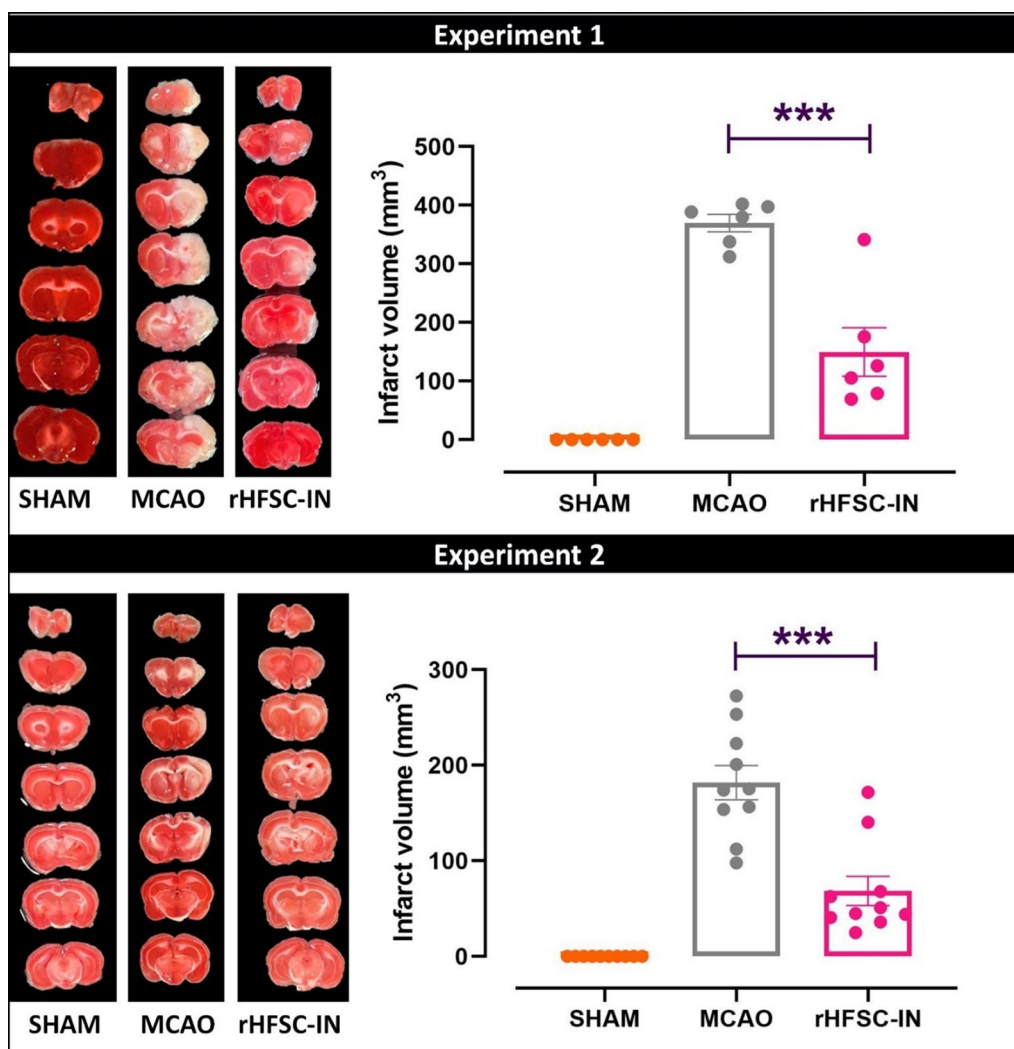 Experiment 1
SHAM
MCAO
rHFSC-IN
***
Infarct volume (mm³)
500
400
300
200
100
0
SHAM
MCAO
rHFSC-IN
Experiment 2
SHAM
MCAO
rHFSC-IN
***
Infarct volume (mm³)
300
200
100
0
SHAM
MCAO
rHFSC-IN